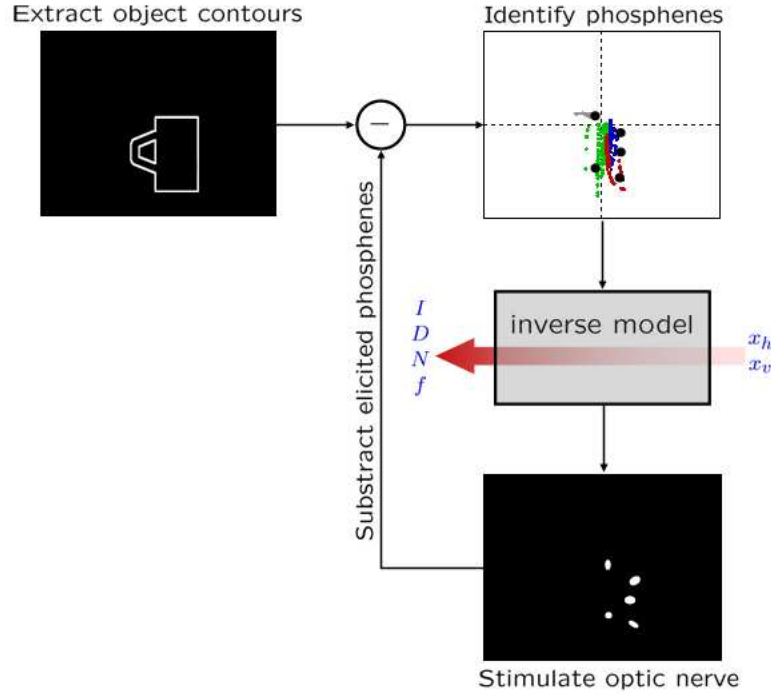 Extract object contours
Identify phosphenes
−
Substract elicited phosphenes
I
D
N
f
inverse model
x_h
x_v
Stimulate optic nerve